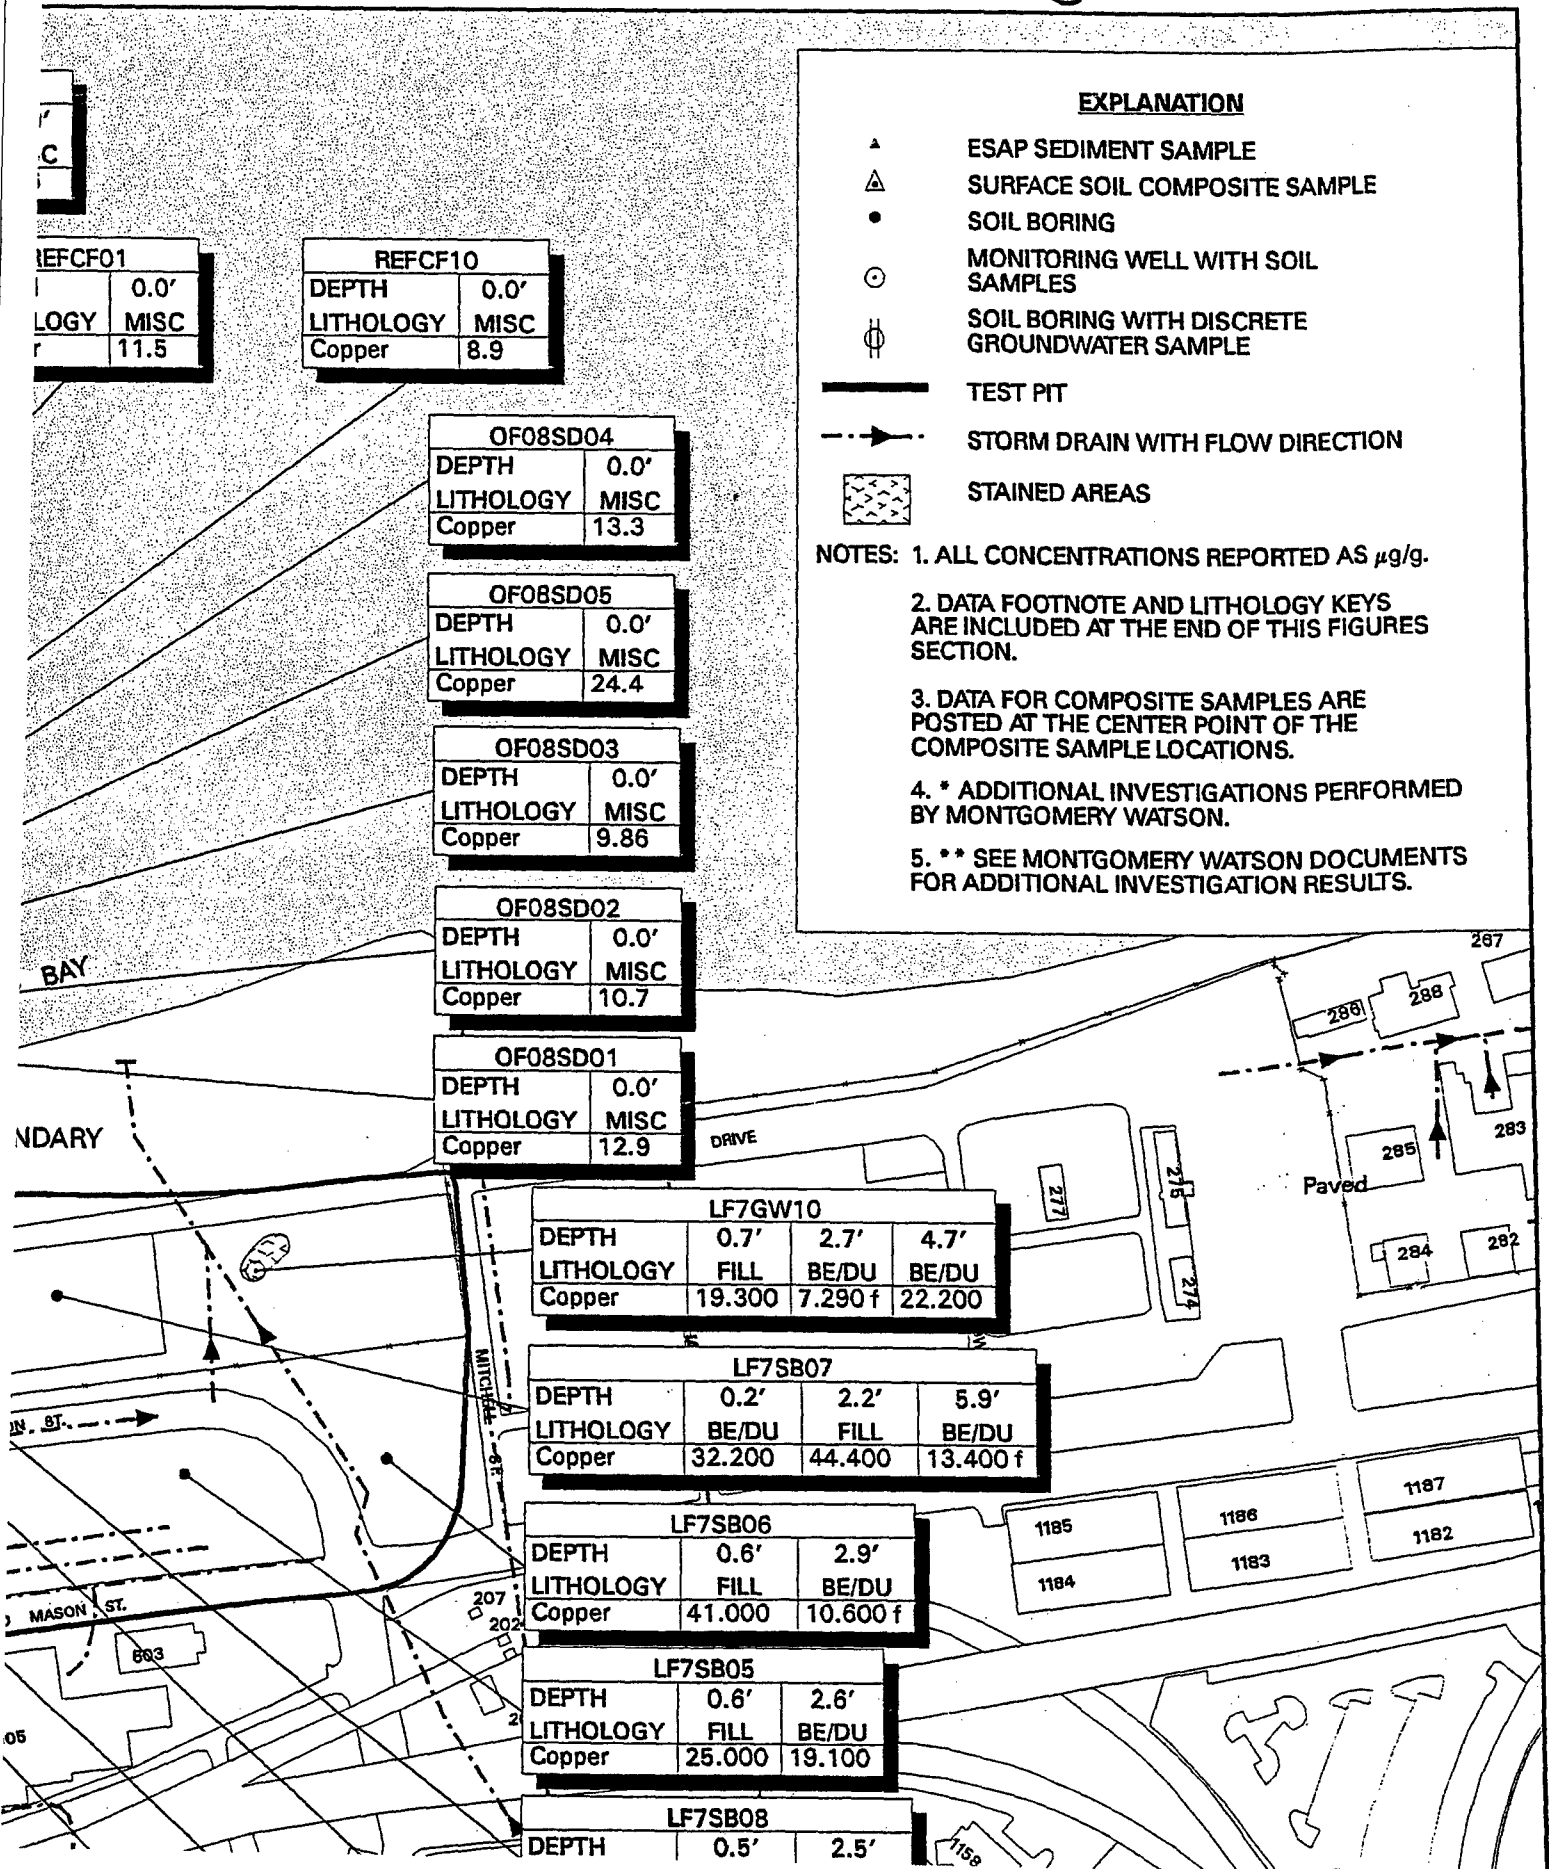 C
REFCF01
0.0′
LOGY MISC
r 11.5
REFCF10
DEPTH 0.0′
LITHOLOGY MISC
Copper 8.9
OF08SD04
DEPTH 0.0′
LITHOLOGY MISC
Copper 13.3
OF08SD05
DEPTH 0.0′
LITHOLOGY MISC
Copper 24.4
OF08SD03
DEPTH 0.0′
LITHOLOGY MISC
Copper 9.86
OF08SD02
DEPTH 0.0′
LITHOLOGY MISC
Copper 10.7
OF08SD01
DEPTH 0.0′
LITHOLOGY MISC
Copper 12.9
LF7GW10
DEPTH 0.7′ 2.7′ 4.7′
LITHOLOGY FILL BE/DU BE/DU
Copper 19.300 7.290 f 22.200
LF7SB07
DEPTH 0.2′ 2.2′ 5.9′
LITHOLOGY BE/DU FILL BE/DU
Copper 32.200 44.400 13.400 f
LF7SB06
DEPTH 0.6′ 2.9′
LITHOLOGY FILL BE/DU
Copper 41.000 10.600 f
LF7SB05
DEPTH 0.6′ 2.6′
LITHOLOGY FILL BE/DU
Copper 25.000 19.100
LF7SB08
DEPTH 0.5′ 2.5′
EXPLANATION
ESAP SEDIMENT SAMPLE
SURFACE SOIL COMPOSITE SAMPLE
SOIL BORING
MONITORING WELL WITH SOIL
SAMPLES
SOIL BORING WITH DISCRETE
GROUNDWATER SAMPLE
TEST PIT
STORM DRAIN WITH FLOW DIRECTION
STAINED AREAS
NOTES: 1. ALL CONCENTRATIONS REPORTED AS µg/g.
2. DATA FOOTNOTE AND LITHOLOGY KEYS
ARE INCLUDED AT THE END OF THIS FIGURES
SECTION.
3. DATA FOR COMPOSITE SAMPLES ARE
POSTED AT THE CENTER POINT OF THE
COMPOSITE SAMPLE LOCATIONS.
4. * ADDITIONAL INVESTIGATIONS PERFORMED
BY MONTGOMERY WATSON.
5. ** SEE MONTGOMERY WATSON DOCUMENTS
FOR ADDITIONAL INVESTIGATION RESULTS.
BAY
NDARY
DRIVE
MITCHELL ST.
ON ST.
MASON ST.
603
05
207
202
267
286
288
285
283
Paved
284
282
277
275
274
1185
1184
1186
1183
1187
1182
1158